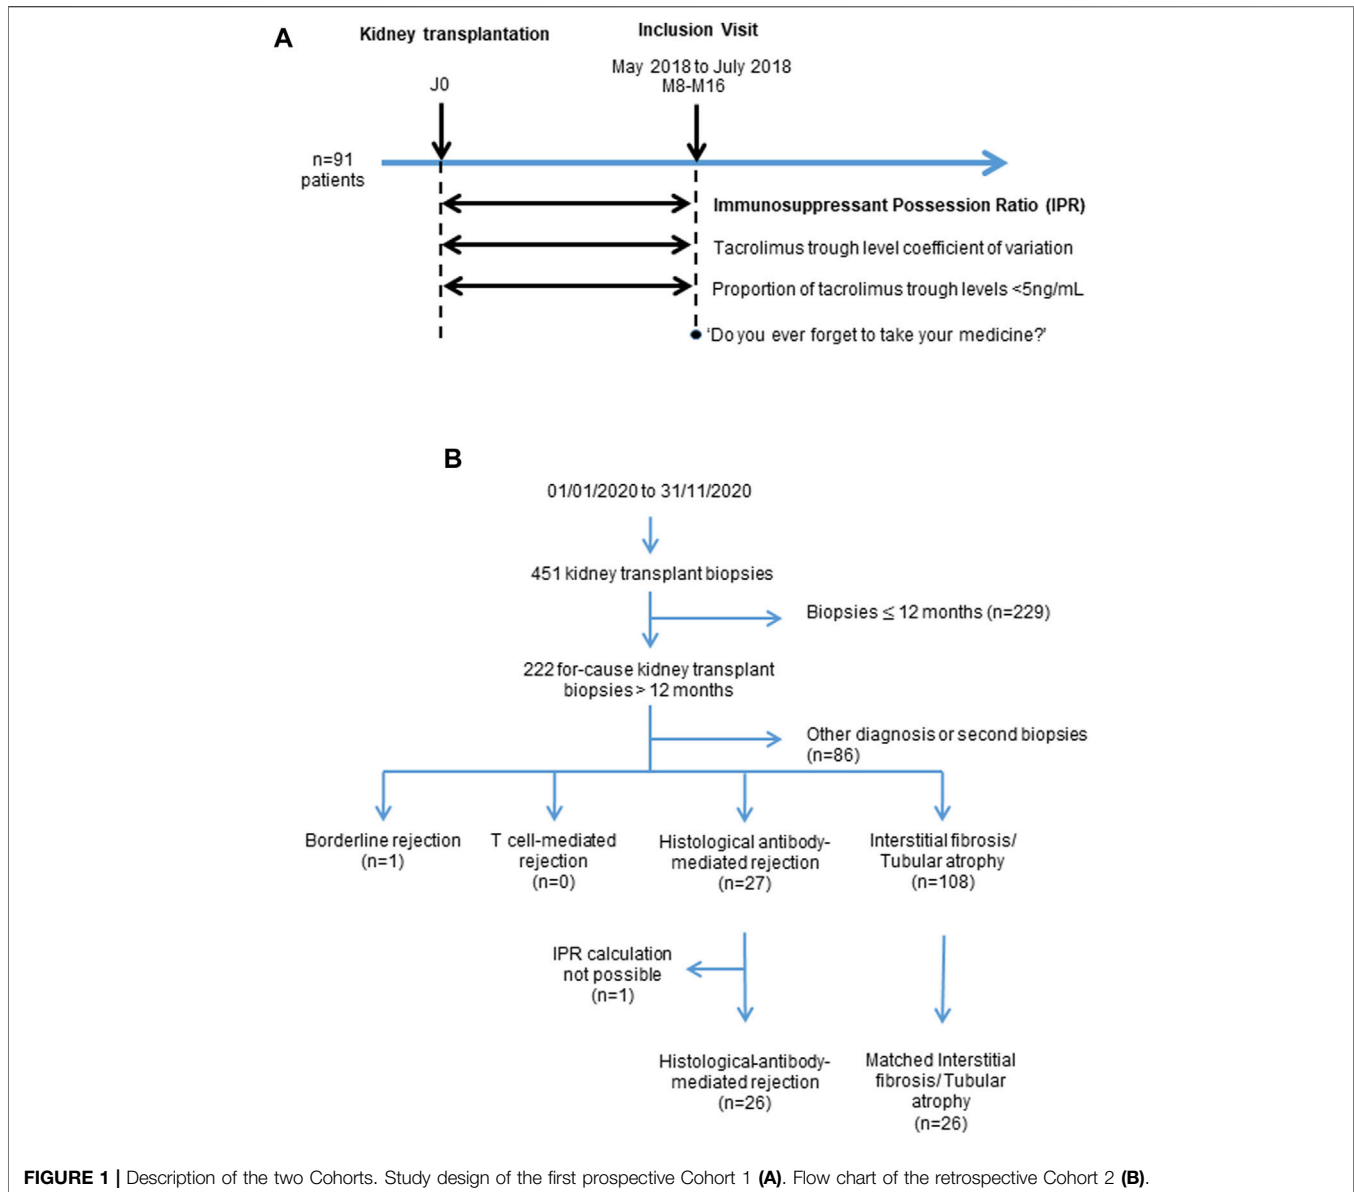 A
Kidney transplantation
Inclusion Visit
May 2018 to July 2018
J0
M8-M16
n=91
patients
Immunosuppressant Possession Ratio (IPR)
Tacrolimus trough level coefficient of variation
Proportion of tacrolimus trough levels <5ng/mL
‘Do you ever forget to take your medicine?’
B
01/01/2020 to 31/11/2020
451 kidney transplant biopsies
Biopsies ≤ 12 months (n=229)
222 for-cause kidney transplant
biopsies > 12 months
Other diagnosis or second biopsies
(n=86)
Borderline rejection
(n=1)
T cell-mediated
rejection
(n=0)
Histological antibody-
mediated rejection
(n=27)
Interstitial fibrosis/
Tubular atrophy
(n=108)
IPR calculation
not possible
(n=1)
Histological-antibody-
mediated rejection
(n=26)
Matched Interstitial
fibrosis/ Tubular
atrophy
(n=26)
FIGURE 1 | Description of the two Cohorts. Study design of the first prospective Cohort 1 (A). Flow chart of the retrospective Cohort 2 (B).